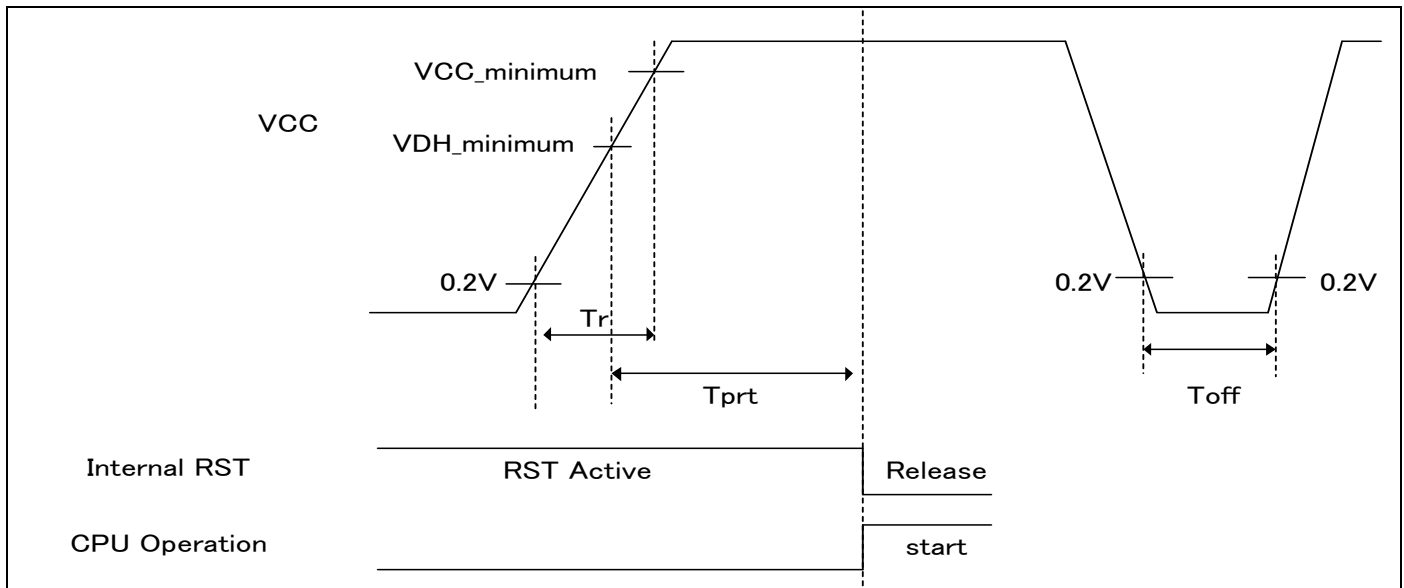 VCC_minimum
VCC
VDH_minimum
0.2V
0.2V
0.2V
Tr
Tprt
Toff
Internal RST
RST Active
Release
CPU Operation
start